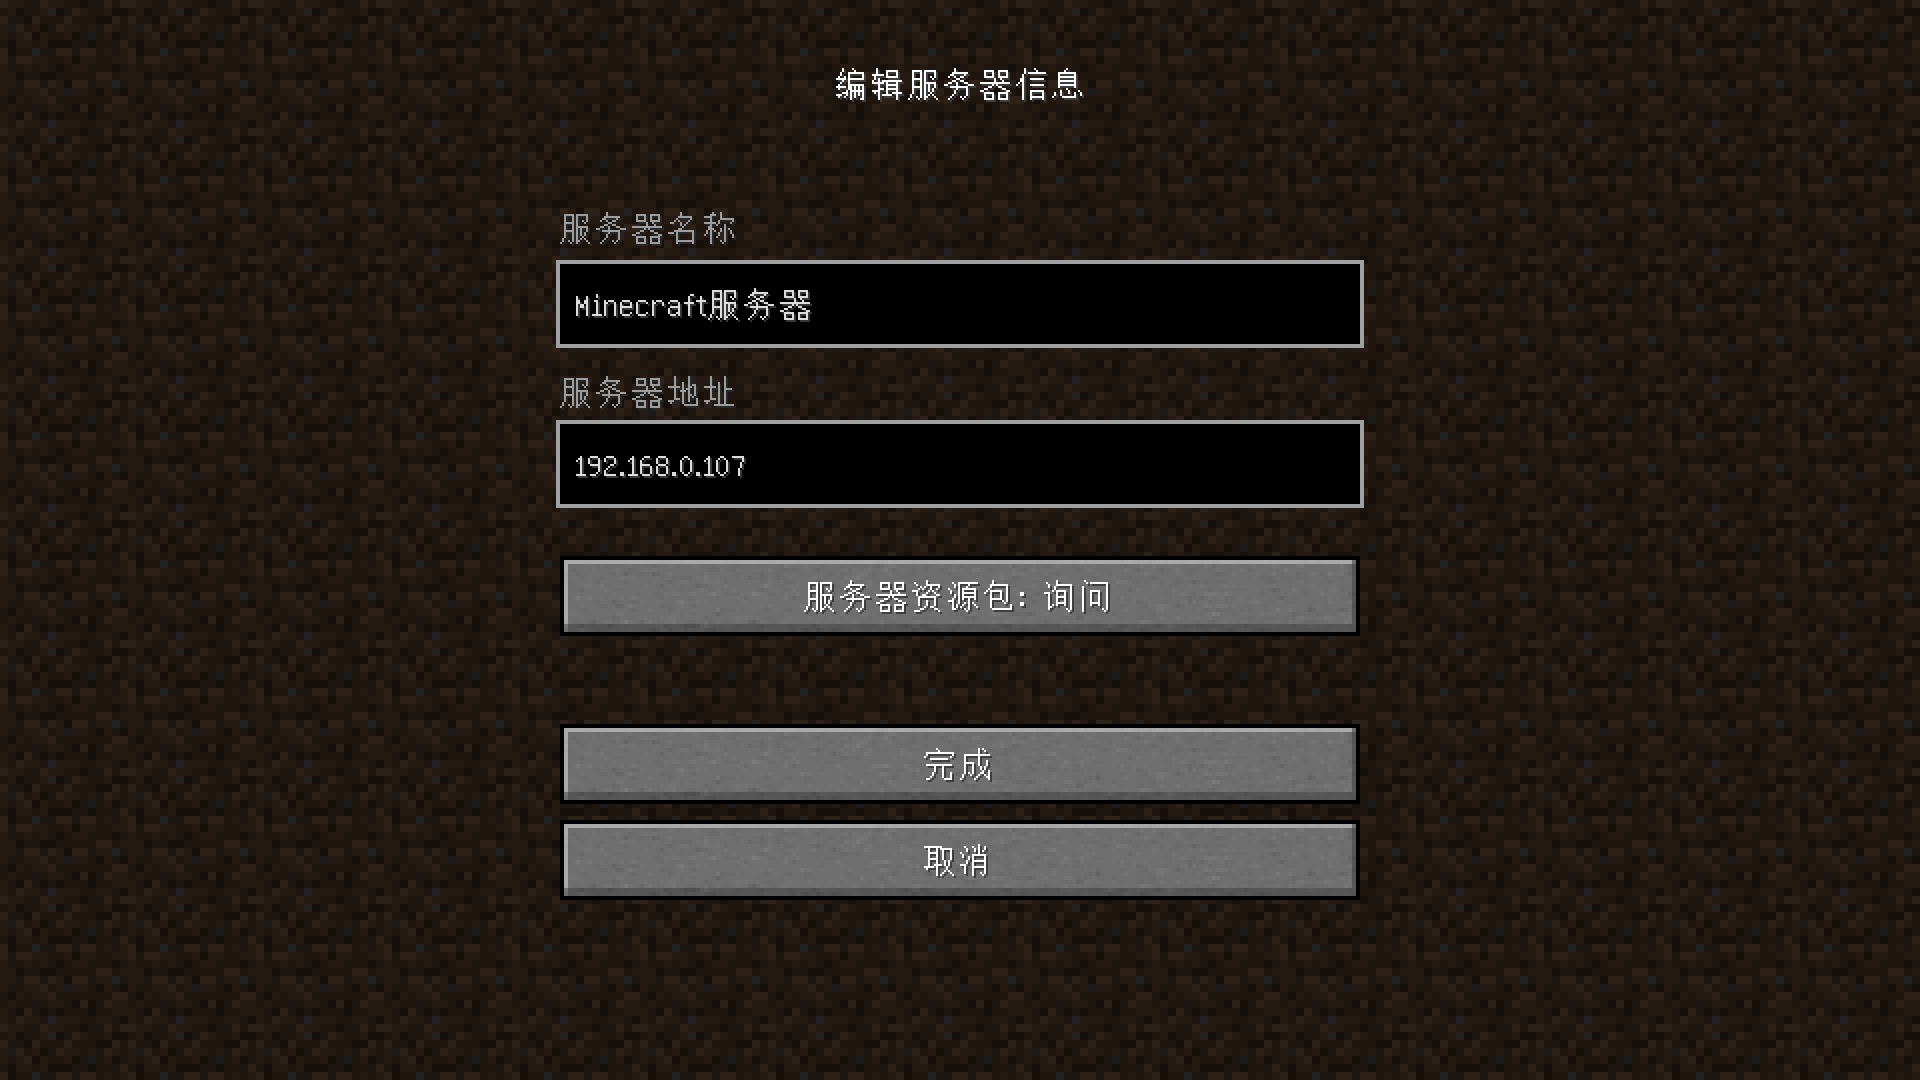 编辑服务器信息
服务器名称
Minecraft服务器
服务器地址
192.168.0.107
服务器资源包: 询问
完成
取消